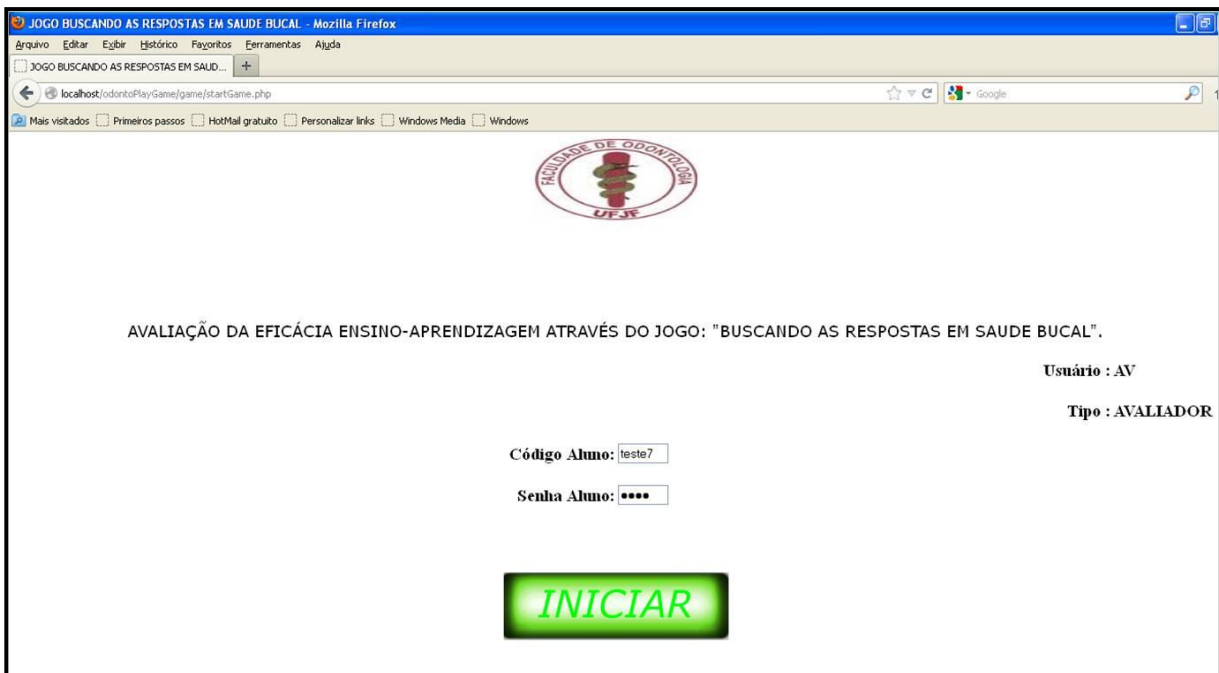 JOGO BUSCANDO AS RESPOSTAS EM SAUDE BUCAL - Mozilla Firefox
Arquivo Editar Exibir Histórico Favoritos Ferramentas Ajuda
JOGO BUSCANDO AS RESPOSTAS EM SAUD... +
localhost/odontoPlayGame/game/startGame.php Google
Mais visitados Primeiros passos HotMail gratuito Personalizar links Windows Media Windows
FACULDADE DE ODONTOLOGIA
UFJF
AVALIAÇÃO DA EFICÁCIA ENSINO-APRENDIZAGEM ATRAVÉS DO JOGO: "BUSCANDO AS RESPOSTAS EM SAUDE BUCAL".
Usuário : AV
Tipo : AVALIADOR
Código Aluno: teste7
Senha Aluno: ••••
INICIAR